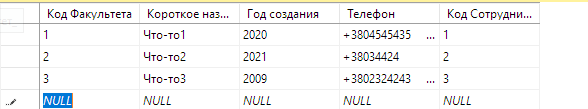 Код Факультета Короткое наз... Год создания Телефон Код Сотрудни...
1 Что-то1 2020 +3804545435 ... 1
2 Что-то2 2021 +38034424 ... 2
3 Что-то3 2009 +3802324243 ... 3
NULL NULL NULL NULL NULL